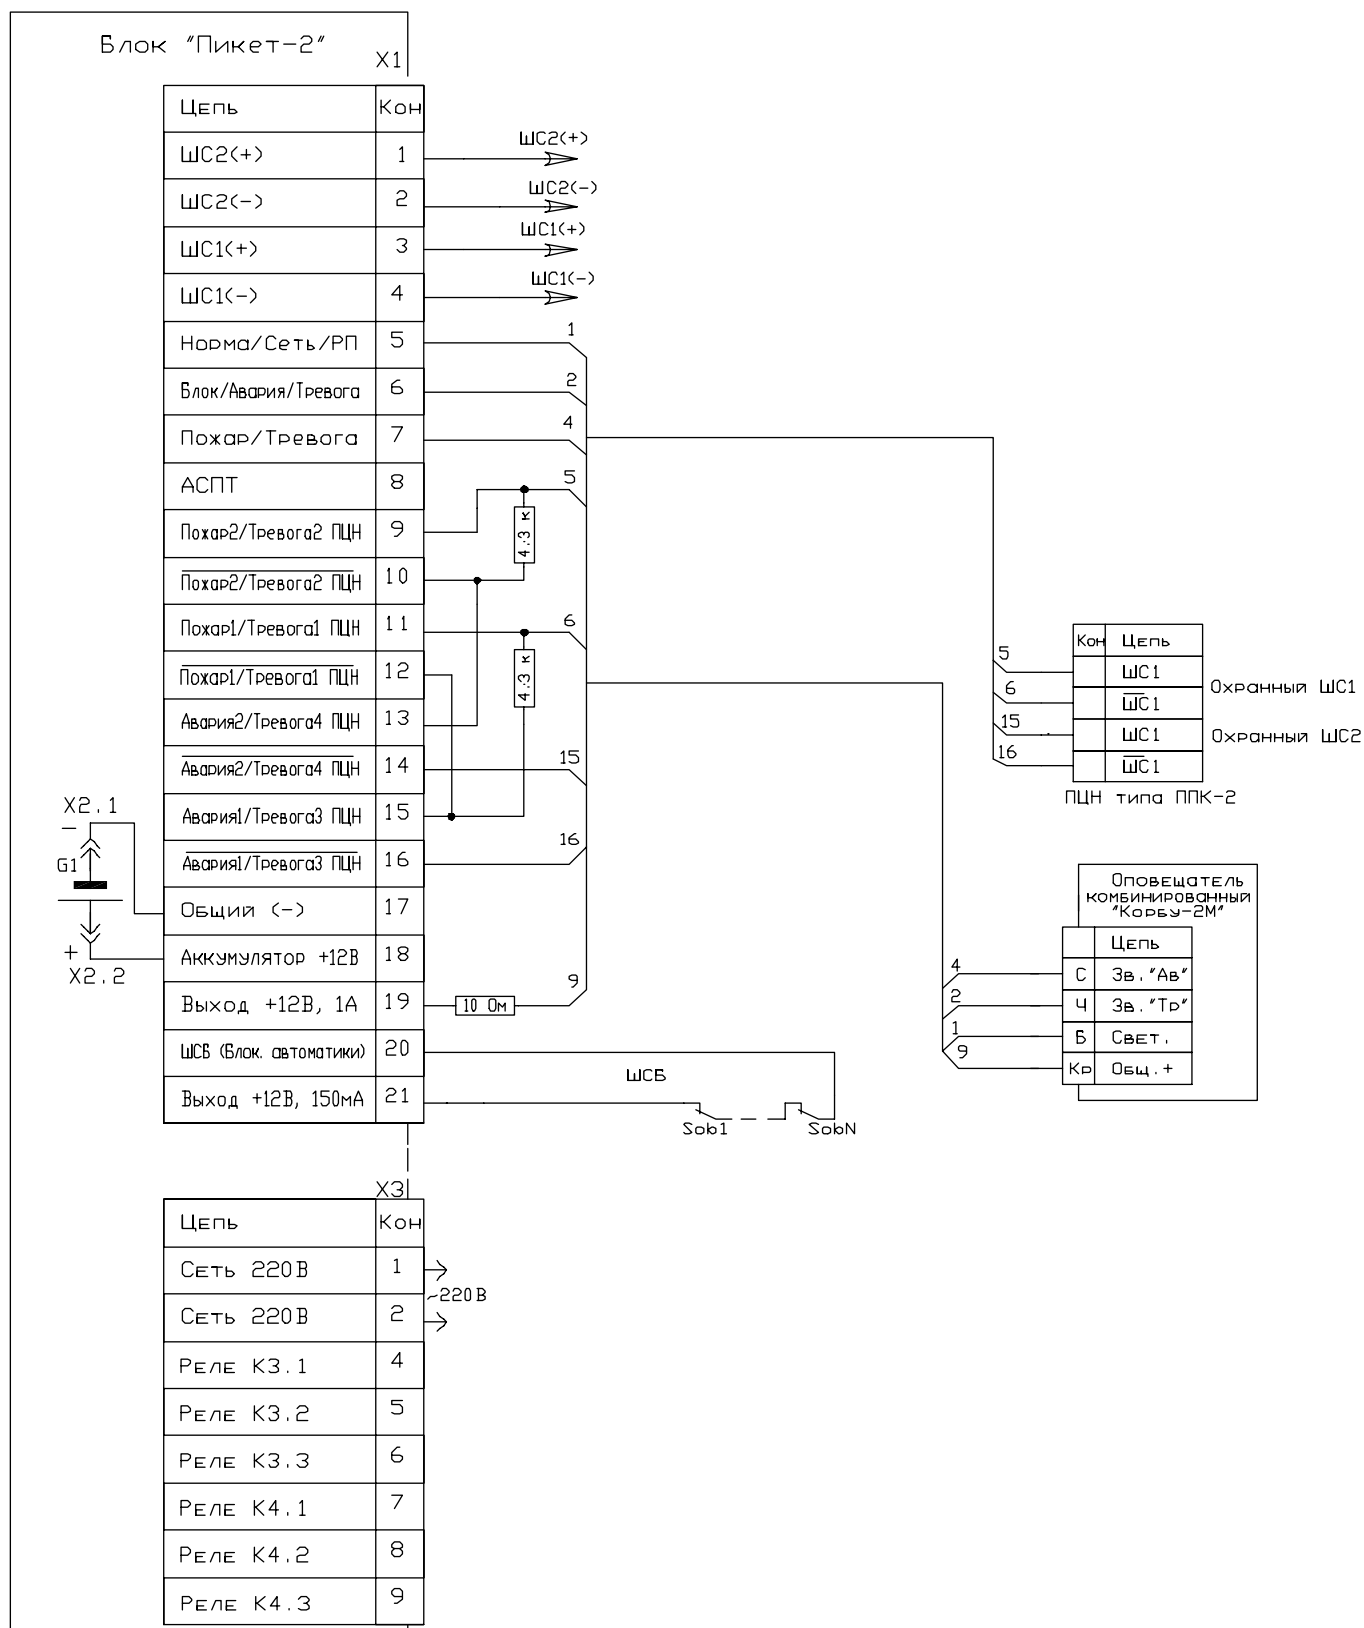 Блок "Пикет-2"
X1
Цепь Кон
ШС2(+) 1 ШС2(+)
ШС2(-) 2 ШС2(-)
ШС1(+) 3 ШС1(+)
ШС1(-) 4 ШС1(-)
Норма/Сеть/РП 5 1
Блок/Авария/Тревога 6 2
Пожар/Тревога 7 4
АСПТ 8 5
Пожар2/Тревога2 ПЦН 9 4.3 к
Пожар2/Тревога2 ПЦН 10
Пожар1/Тревога1 ПЦН 11 6
Пожар1/Тревога1 ПЦН 12 4.3 к
Авария2/Тревога4 ПЦН 13
Авария2/Тревога4 ПЦН 14 15
Авария1/Тревога3 ПЦН 15
Авария1/Тревога3 ПЦН 16 16
Общий (-) 17
Аккумулятор +12В 18
Выход +12В, 1А 19 10 Ом 9
ШСБ (Блок. автоматики) 20
Выход +12В, 150мА 21
X2.1
-
G1
+
X2.2
ШСБ
Sob1 SobN
Кон Цепь
5 ШС1
6 ШС1
Охранный ШС1
15 ШС1 Охранный ШС2
16 ШС1
ПЦН типа ППК-2
Оповещатель
комбинированный
"Корбу-2М"
Цепь
4 С Зв."Ав"
2 Ч Зв."Тр"
1 Б Свет.
9 Кр Общ.+
X3
Цепь Кон
Сеть 220В 1
~220В
Сеть 220В 2
Реле К3.1 4
Реле К3.2 5
Реле К3.3 6
Реле К4.1 7
Реле К4.2 8
Реле К4.3 9